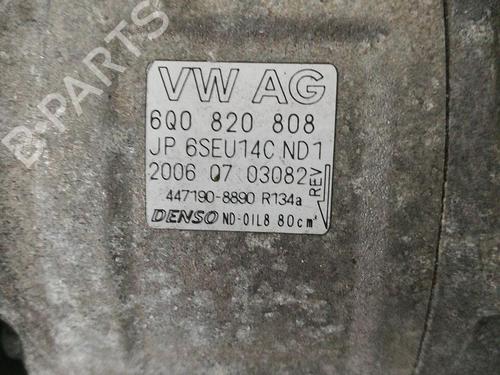 B-PARTS
VW AG
6Q0 820 808
JP 6SEU14C ND1
2006 07 03082
REV
447190-8890 R134a
DENSO ND-OIL8 80cm³